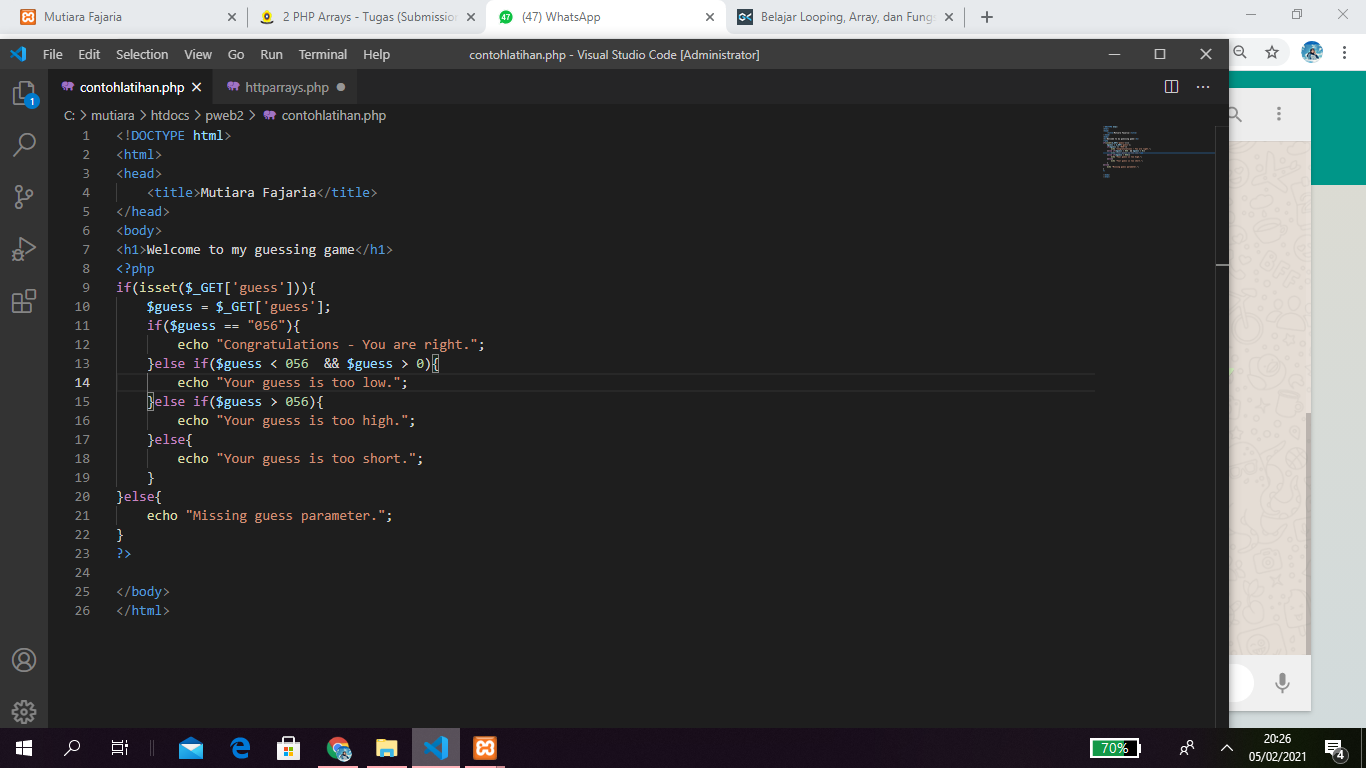 Mutiara Fajaria
2 PHP Arrays - Tugas (Submission
(47) WhatsApp
Belajar Looping, Array, dan Fungs
File Edit Selection View Go Run Terminal Help
contohlatihan.php - Visual Studio Code [Administrator]
contohlatihan.php
httparrays.php
C: > mutiara > htdocs > pweb2 > contohlatihan.php
1 <!DOCTYPE html>
2 <html>
3 <head>
4 <title>Mutiara Fajaria</title>
5 </head>
6 <body>
7 <h1>Welcome to my guessing game</h1>
8 <?php
9 if(isset($_GET['guess'])){
10 $guess = $_GET['guess'];
11 if($guess == "056"){
12 echo "Congratulations - You are right.";
13 }else if($guess < 056  && $guess > 0){
14 echo "Your guess is too low.";
15 }else if($guess > 056){
16 echo "Your guess is too high.";
17 }else{
18 echo "Your guess is too short.";
19 }
20 }else{
21 echo "Missing guess parameter.";
22 }
23 ?>
24
25 </body>
26 </html>
1
47
70%
20:26
05/02/2021
4